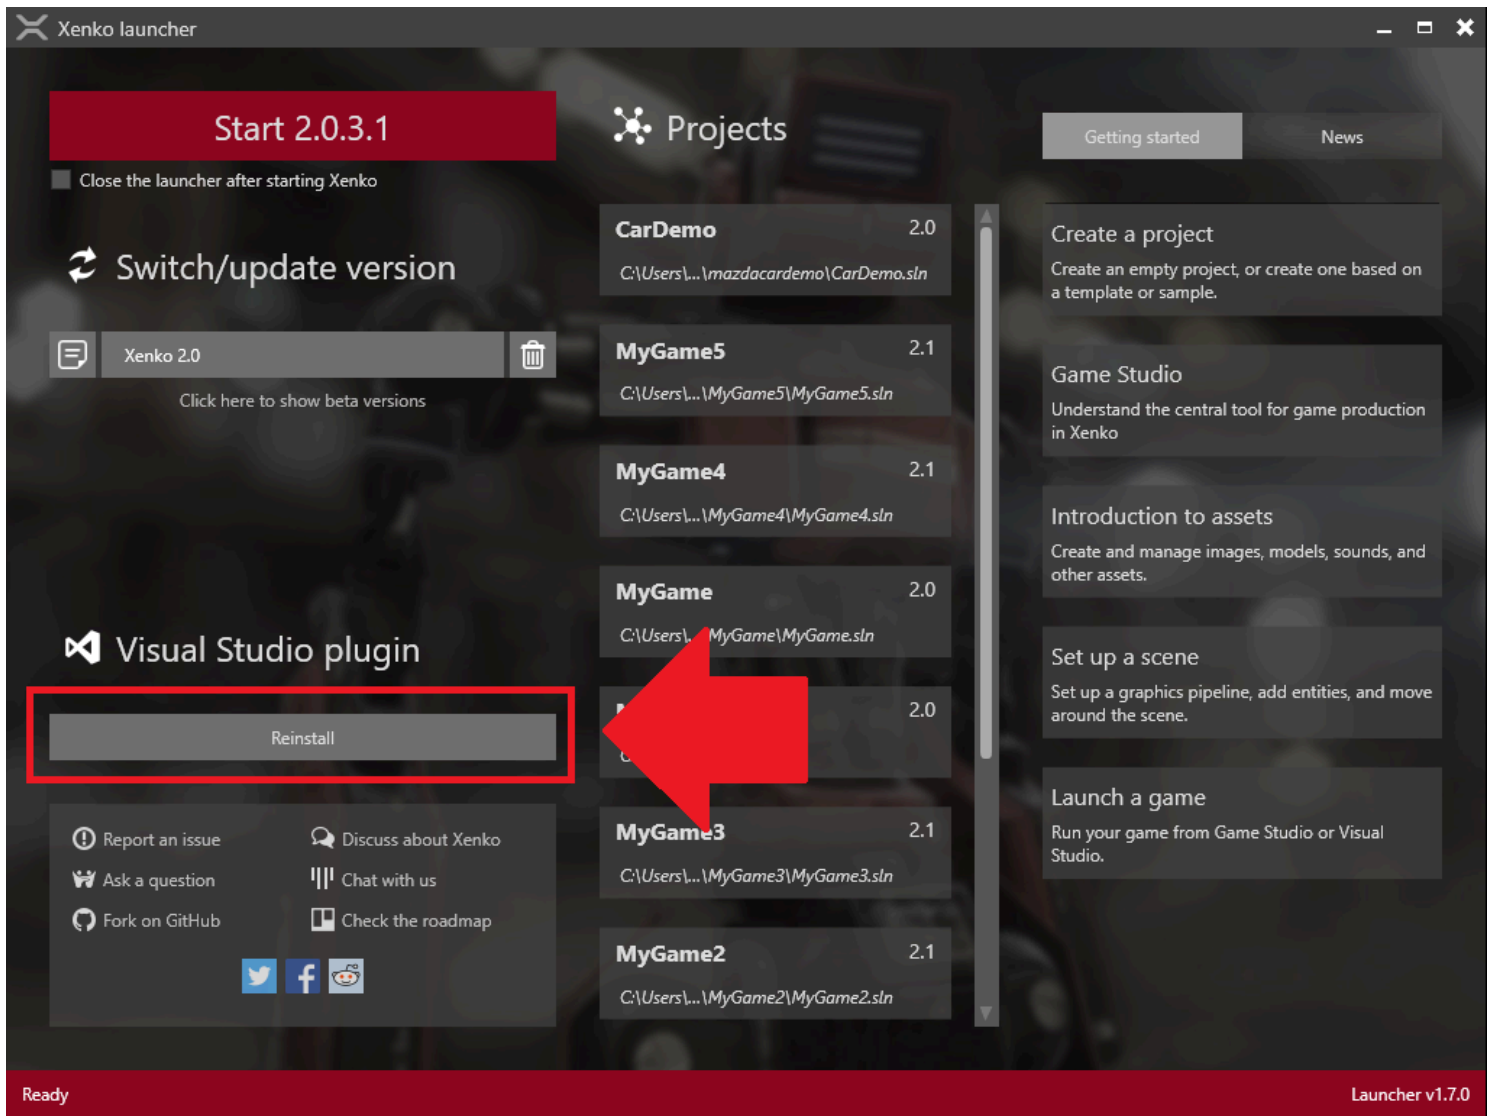 Xenko launcher
Start 2.0.3.1
Close the launcher after starting Xenko
Switch/update version
Xenko 2.0
Click here to show beta versions
Visual Studio plugin
Reinstall
Report an issue
Discuss about Xenko
Ask a question
Chat with us
Fork on GitHub
Check the roadmap
Projects
CarDemo 2.0
C:\Users\...\mazdacardemo\CarDemo.sln
MyGame5 2.1
C:\Users\...\MyGame5\MyGame5.sln
MyGame4 2.1
C:\Users\...\MyGame4\MyGame4.sln
MyGame 2.0
C:\Users\...MyGame\MyGame.sln
2.0
MyGame3 2.1
C:\Users\...\MyGame3\MyGame3.sln
MyGame2 2.1
C:\Users\...\MyGame2\MyGame2.sln
Getting started
News
Create a project
Create an empty project, or create one based on
a template or sample.
Game Studio
Understand the central tool for game production
in Xenko
Introduction to assets
Create and manage images, models, sounds, and
other assets.
Set up a scene
Set up a graphics pipeline, add entities, and move
around the scene.
Launch a game
Run your game from Game Studio or Visual
Studio.
Ready
Launcher v1.7.0